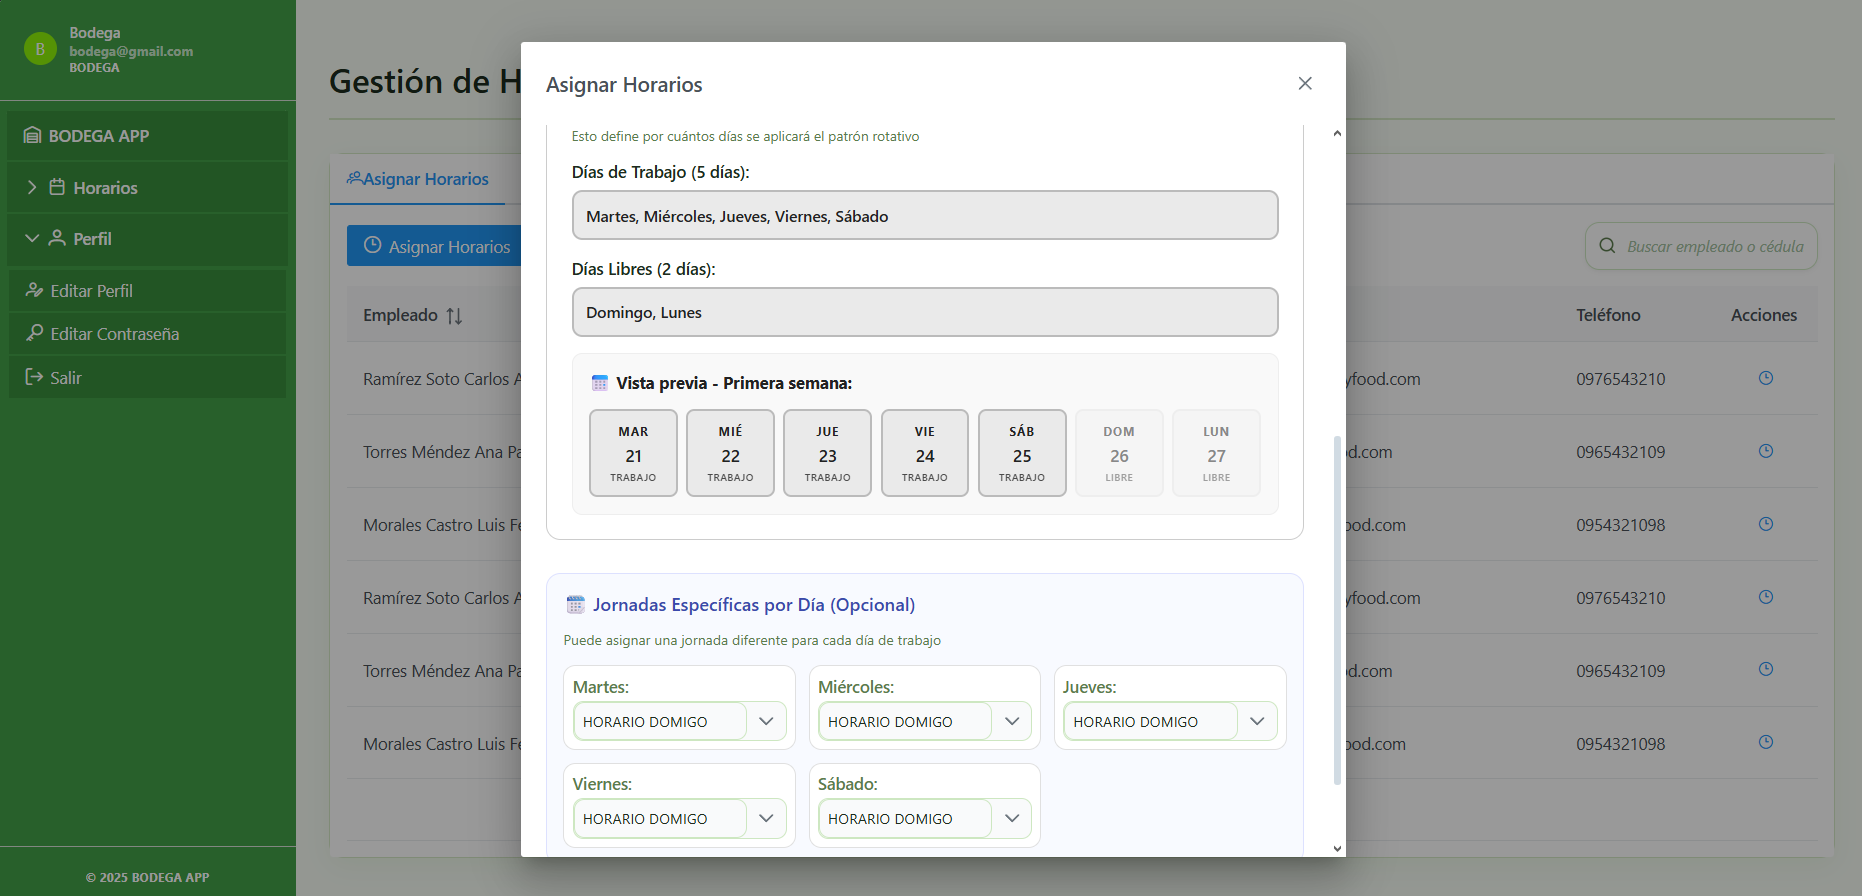 B
Bodega
bodega@gmail.com
BODEGA
BODEGA APP
Horarios
Perfil
Editar Perfil
Editar Contraseña
Salir
© 2025 BODEGA APP
Gestión de H
Asignar Horarios
Asignar Horarios
Buscar empleado o cédula
Empleado Teléfono Acciones
Ramírez Soto Carlos A yfood.com 0976543210
Torres Méndez Ana Pa d.com 0965432109
Morales Castro Luis Fe ood.com 0954321098
Ramírez Soto Carlos A yfood.com 0976543210
Torres Méndez Ana Pa d.com 0965432109
Morales Castro Luis Fe ood.com 0954321098
Asignar Horarios
Esto define por cuántos días se aplicará el patrón rotativo
Días de Trabajo (5 días):
Martes, Miércoles, Jueves, Viernes, Sábado
Días Libres (2 días):
Domingo, Lunes
Vista previa - Primera semana:
MAR MIÉ JUE VIE SÁB DOM LUN
21 22 23 24 25 26 27
TRABAJO TRABAJO TRABAJO TRABAJO TRABAJO LIBRE LIBRE
Jornadas Específicas por Día (Opcional)
Puede asignar una jornada diferente para cada día de trabajo
Martes: Miércoles: Jueves:
HORARIO DOMIGO HORARIO DOMIGO HORARIO DOMIGO
Viernes: Sábado:
HORARIO DOMIGO HORARIO DOMIGO